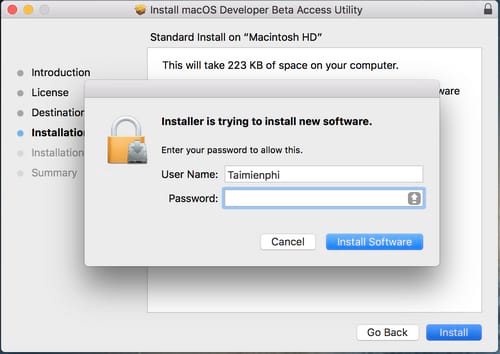 Install macOS Developer Beta Access Utility
Standard Install on “Macintosh HD”
Introduction
License
Destination
Installation
Installation
Summary
This will take 223 KB of space on your computer.
ware
Installer is trying to install new software.
Enter your password to allow this.
User Name: Taimienphi
Password:
Cancel
Install Software
Go Back
Install